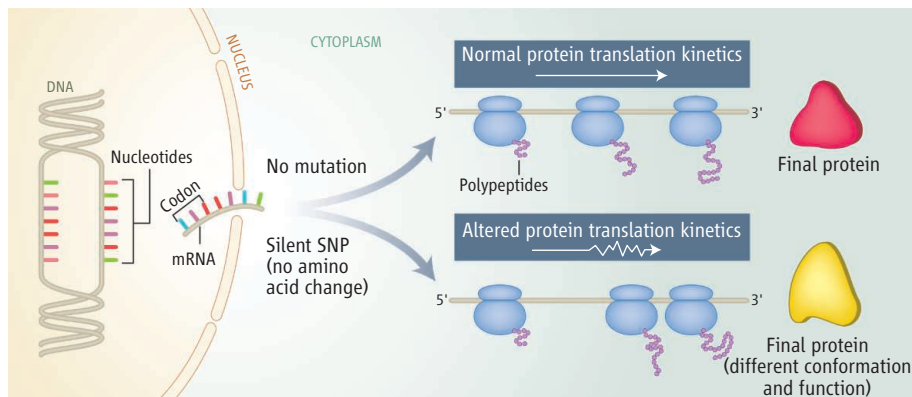 DNA
NUCLEUS
CYTOPLASM
Nucleotides
Codon
mRNA
No mutation
Silent SNP
(no amino
acid change)
Normal protein translation kinetics
5'
3'
Polypeptides
Final protein
Altered protein translation kinetics
5'
3'
Final protein
(different conformation
and function)